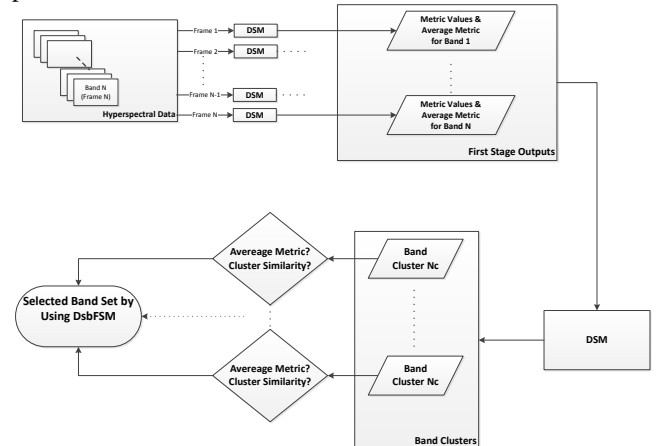 Frame 1
DSM
Frame 2
DSM
Band N
(Frame N)
Frame N-1
DSM
Frame N
DSM
Hyperspectral Data
Metric Values &
Average Metric
for Band 1
Metric Values &
Average Metric
for Band N
First Stage Outputs
Avereage Metric?
Cluster Similarity?
Band
Cluster Nc
Selected Band Set by
Using DsbFSM
DSM
Avereage Metric?
Cluster Similarity?
Band
Cluster Nc
Band Clusters